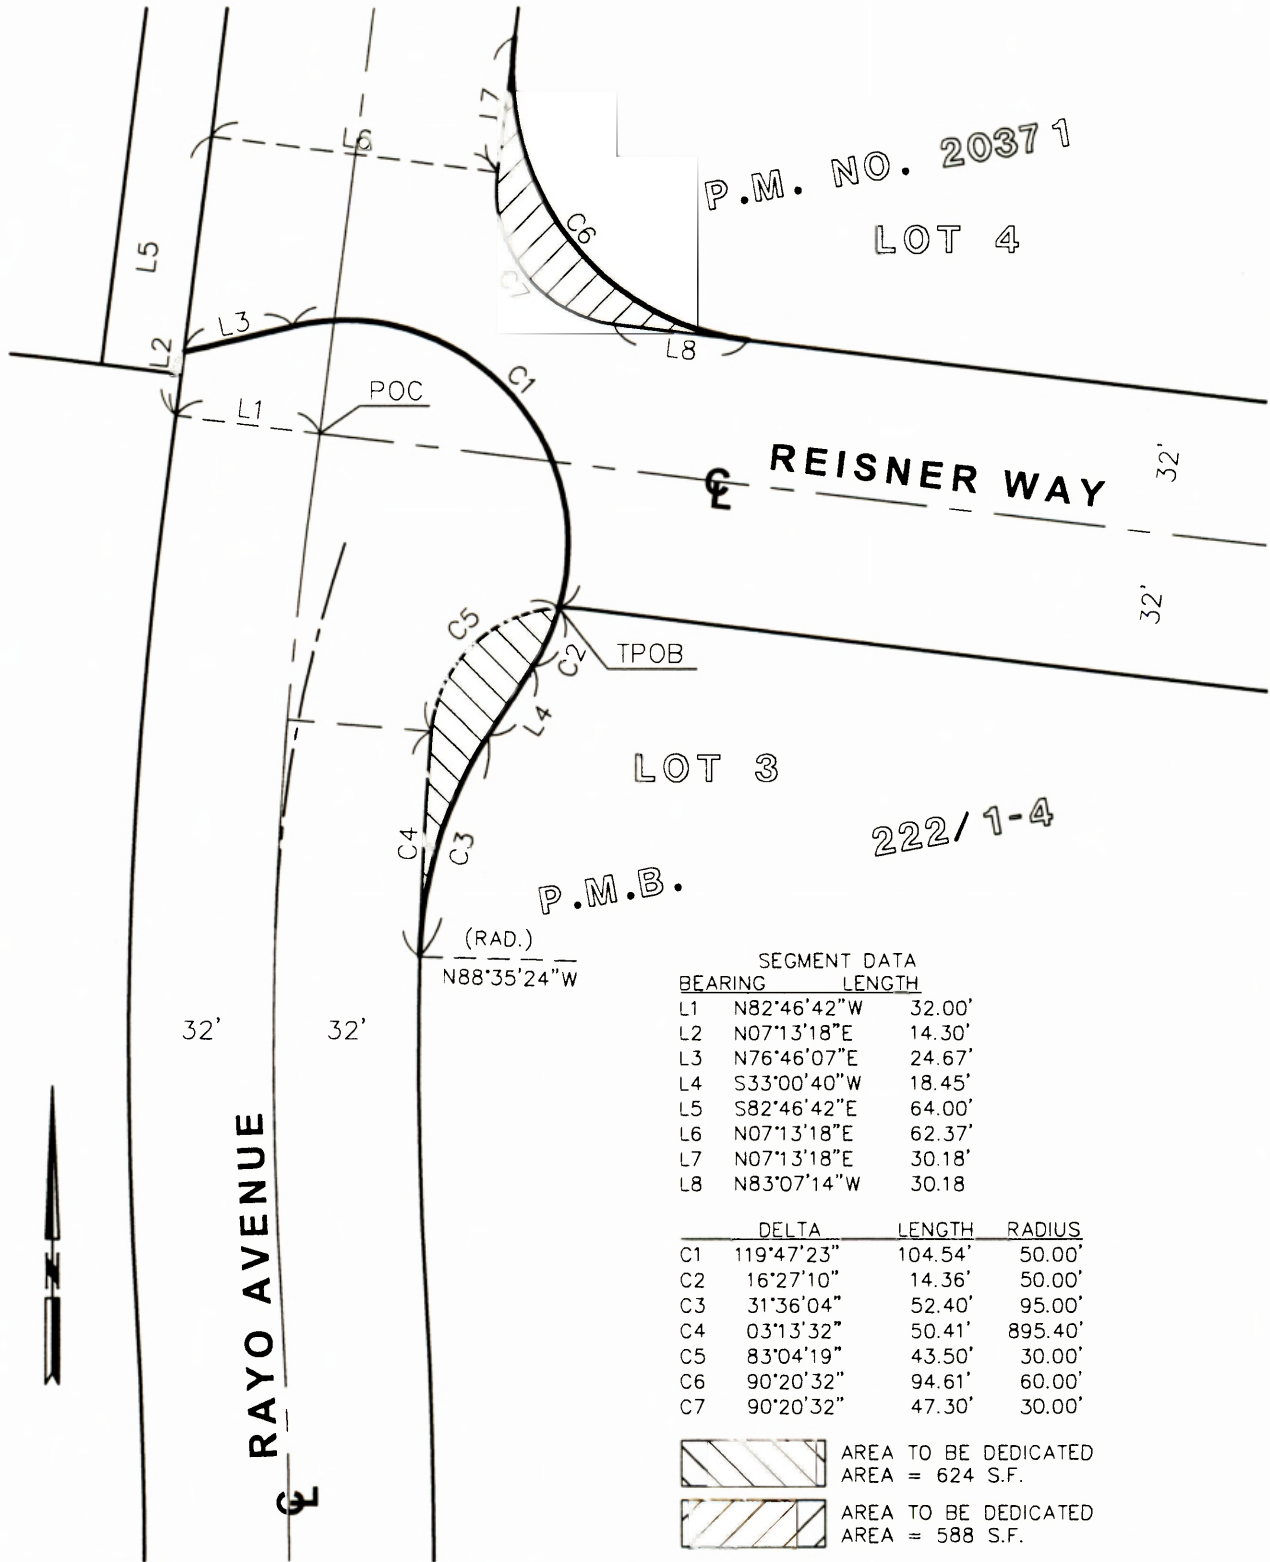 L7
L6
P.M. NO. 20371
C6
LOT 4
L5
C7
L3
L2
L8
C1
POC
L1
REISNER WAY
32'
℄
32'
C5
TPOB
C2
L4
LOT 3
C4
C3
222/1-4
P.M.B.
(RAD.)
N88°35'24"W
32'
32'
RAYO AVENUE
℄
N
SEGMENT DATA
BEARING LENGTH
L1 N82°46'42"W 32.00'
L2 N07°13'18"E 14.30'
L3 N76°46'07"E 24.67'
L4 S33°00'40"W 18.45'
L5 S82°46'42"E 64.00'
L6 N07°13'18"E 62.37'
L7 N07°13'18"E 30.18'
L8 N83°07'14"W 30.18
DELTA LENGTH RADIUS
C1 119°47'23" 104.54' 50.00'
C2 16°27'10" 14.36' 50.00'
C3 31°36'04" 52.40' 95.00'
C4 03°13'32" 50.41' 895.40'
C5 83°04'19" 43.50' 30.00'
C6 90°20'32" 94.61' 60.00'
C7 90°20'32" 47.30' 30.00'
AREA TO BE DEDICATED
AREA = 624 S.F.
AREA TO BE DEDICATED
AREA = 588 S.F.